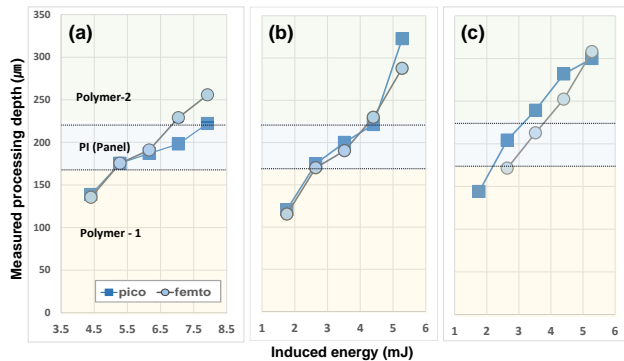 Measured processing depth (㎛)
350
300
250
200
150
100
50
0
(a)
Polymer-2
PI (Panel)
Polymer - 1
pico
femto
3.5 4.5 5.5 6.5 7.5 8.5
(b)
1 2 3 4 5 6
(c)
1 2 3 4 5 6
Induced energy (mJ)